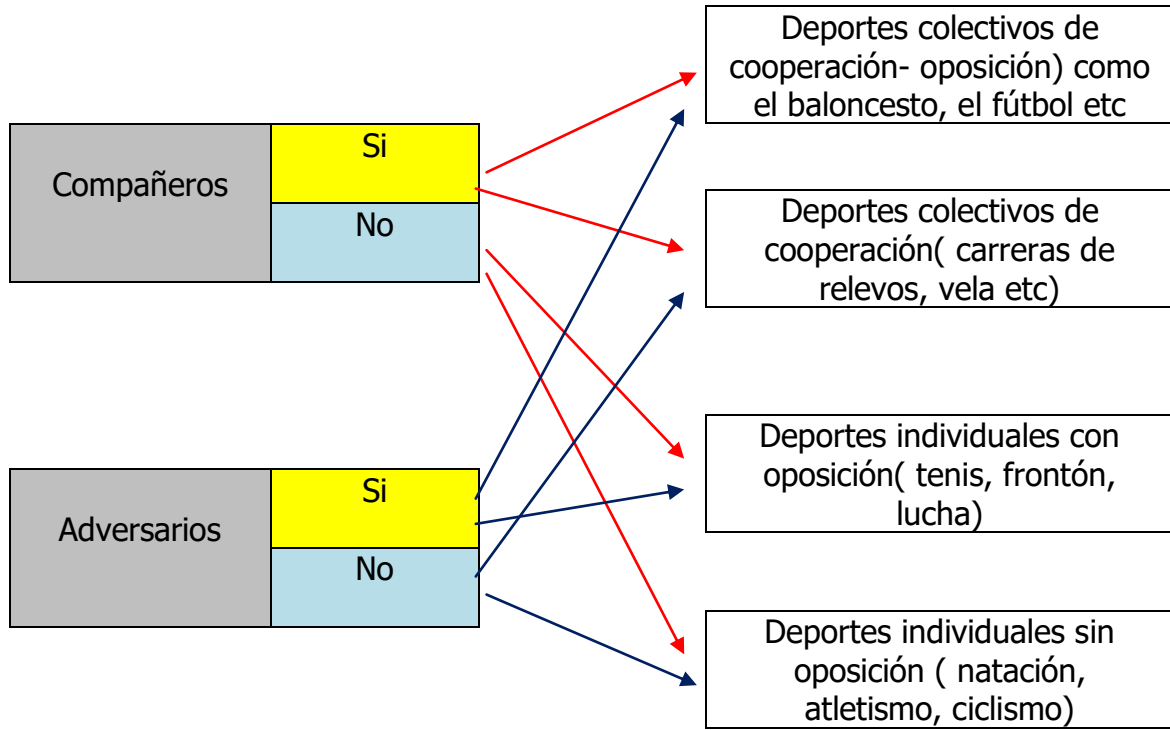 Compañeros
Si
No
Adversarios
Si
No
Deportes colectivos de
cooperación- oposición) como
el baloncesto, el fútbol etc
Deportes colectivos de
cooperación( carreras de
relevos, vela etc)
Deportes individuales con
oposición( tenis, frontón,
lucha)
Deportes individuales sin
oposición ( natación,
atletismo, ciclismo)